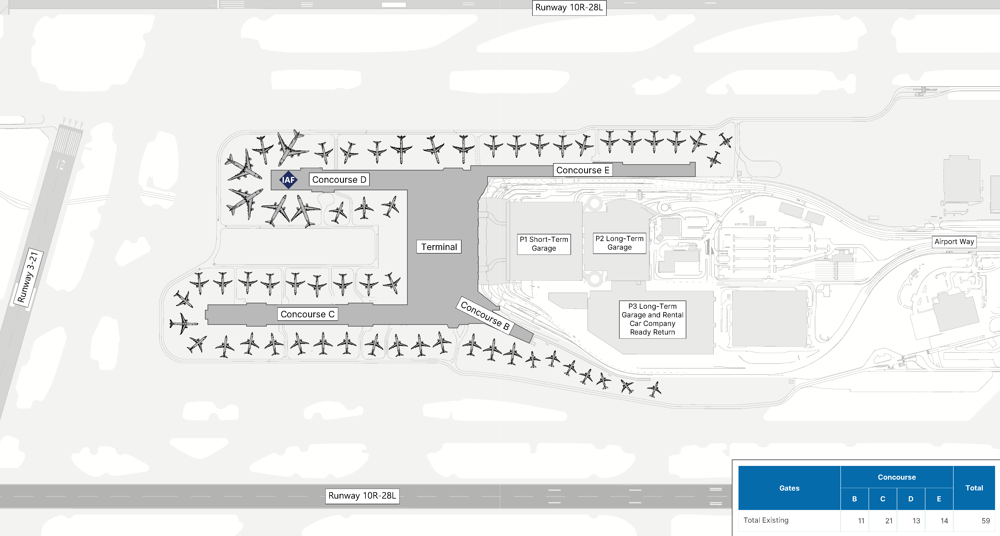 Runway 10R-28L
21
IAF
Concourse D
Concourse E
Terminal
P1 Short-Term
Garage
P2 Long-Term
Garage
Airport Way
Runway 3-21
Concourse C
Concourse B
P3 Long-Term
Garage and Rental
Car Company
Ready Return
Runway 10R-28L
Gates
Concourse
Total
B
C
D
E
Total Existing
11
21
13
14
59